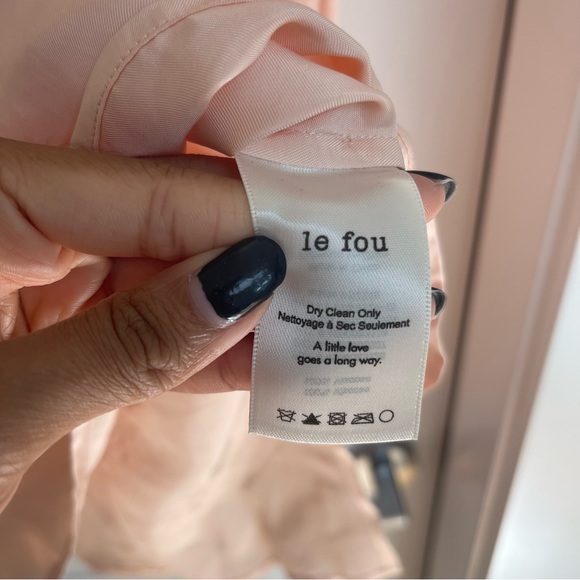 le fou
Dry Clean Only
Nettoyage à Sec Seulement
A little love
goes a long way.